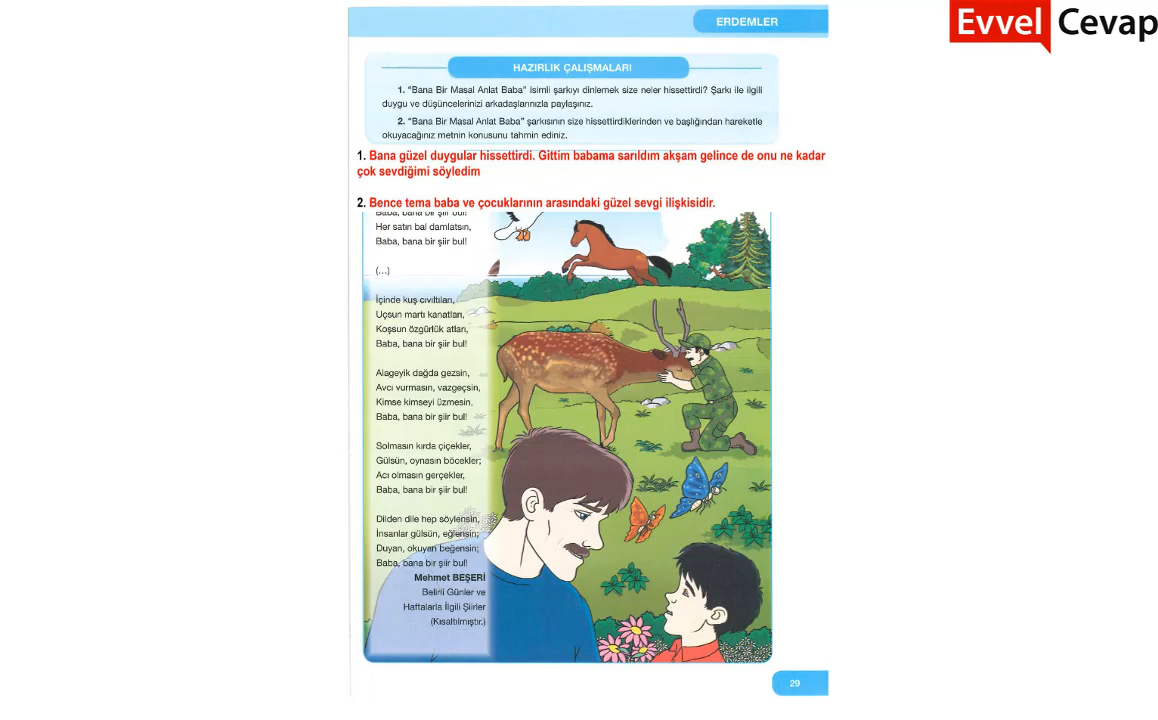 ERDEMLER
Evvel Cevap
HAZIRLIK ÇALIŞMALARI
1. “Bana Bir Masal Anlat Baba” isimli şarkıyı dinlemek size neler hissettirdi? Şarkı ile ilgili
duygu ve düşüncelerinizi arkadaşlarınızla paylaşınız.
2. “Bana Bir Masal Anlat Baba” şarkısının size hissettirdiklerinden ve başlığından hareketle
okuyacağınız metnin konusunu tahmin ediniz.
1. Bana güzel duygular hissettirdi. Gittim babama sarıldım akşam gelince de onu ne kadar
çok sevdiğimi söyledim
2. Bence tema baba ve çocuklarının arasındaki güzel sevgi ilişkisidir.
Baba, bana bir şiir bul!
Her satırı bal damlatsın,
Baba, bana bir şiir bul!
(...)
İçinde kuş cıvıltıları,
Uçsun martı kanatları,
Koşsun özgürlük atları,
Baba, bana bir şiir bul!
Alageyik dağda gezsin,
Avcı vurmasın, vazgeçsin,
Kimse kimseyi üzmesin,
Baba, bana bir şiir bul!
Solmasın kırda çiçekler,
Gülsün, oynasın böcekler;
Acı olmasın gerçekler,
Baba, bana bir şiir bul!
Dilden dile hep söylensin,
İnsanlar gülsün, eğlensin;
Duyan, okuyan beğensin;
Baba, bana bir şiir bul!
Mehmet BEŞERİ
Belirli Günler ve
Haftalarla İlgili Şiirler
(Kısaltılmıştır.)
29